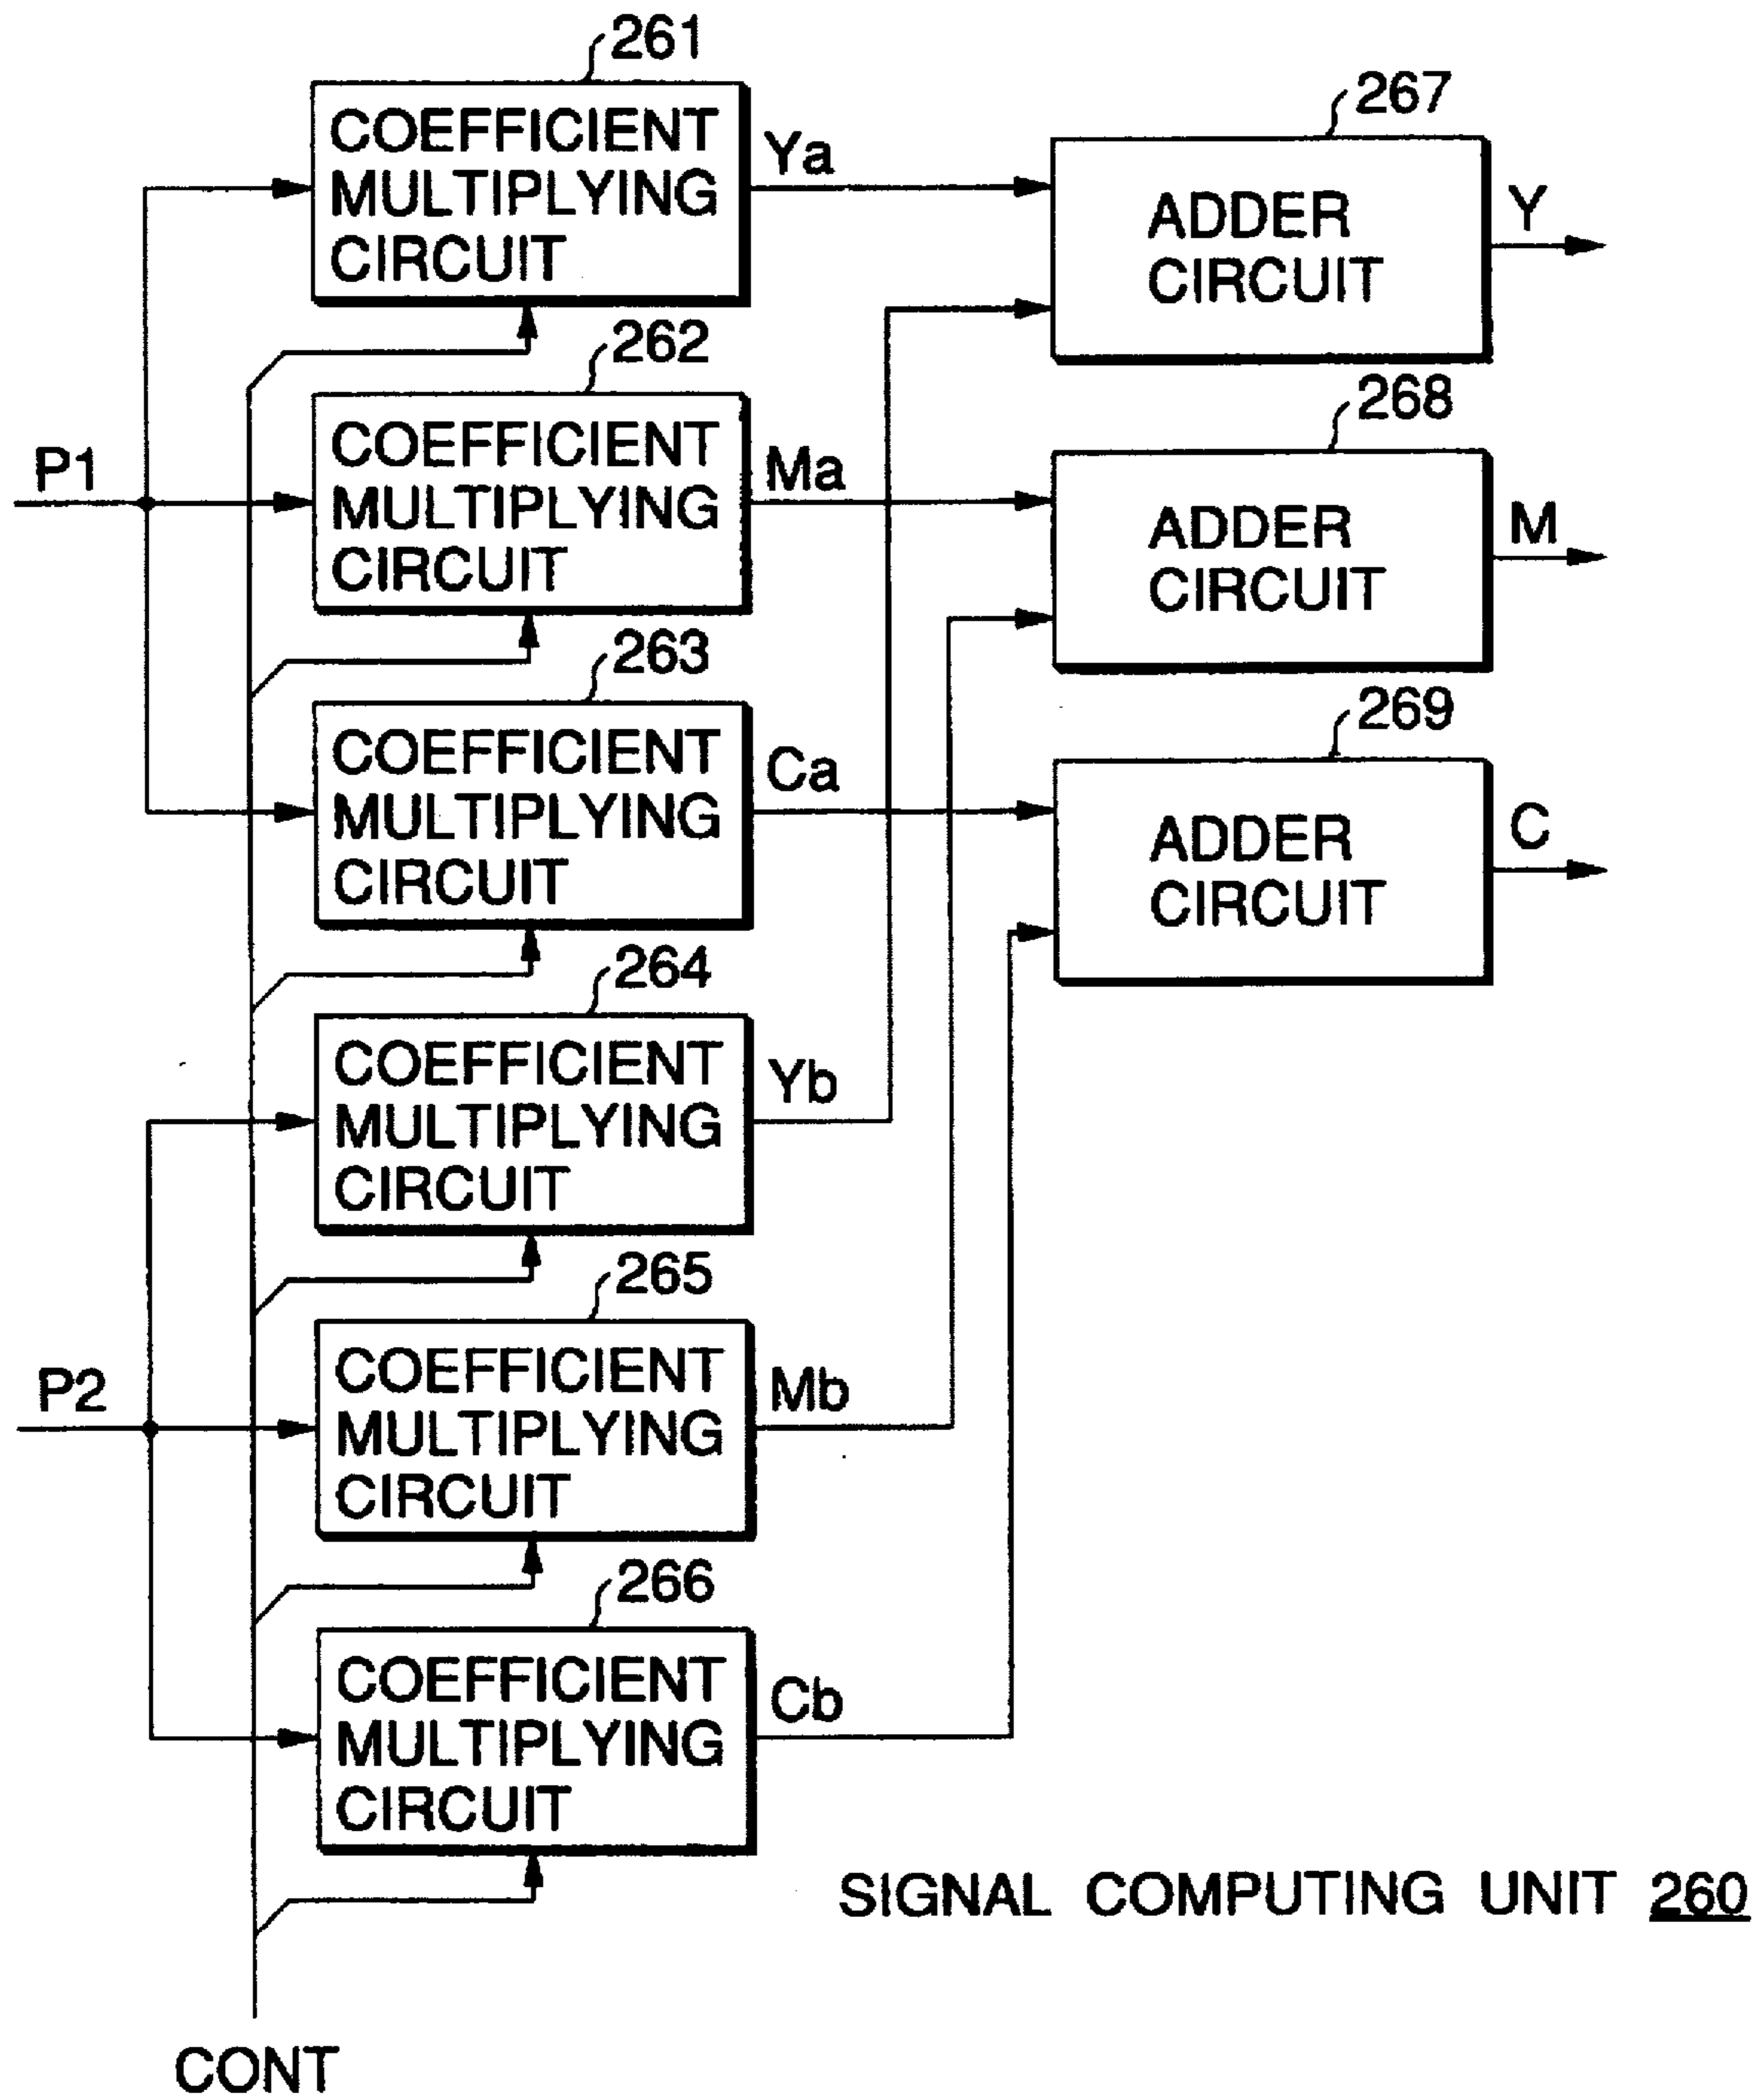 261
COEFFICIENT
MULTIPLYING
CIRCUIT
Ya
267
ADDER
CIRCUIT
Y
262
P1
COEFFICIENT
MULTIPLYING
CIRCUIT
Ma
268
ADDER
CIRCUIT
M
263
COEFFICIENT
MULTIPLYING
CIRCUIT
Ca
269
ADDER
CIRCUIT
C
264
COEFFICIENT
MULTIPLYING
CIRCUIT
Yb
265
P2
COEFFICIENT
MULTIPLYING
CIRCUIT
Mb
266
COEFFICIENT
MULTIPLYING
CIRCUIT
Cb
SIGNAL COMPUTING UNIT 260
CONT